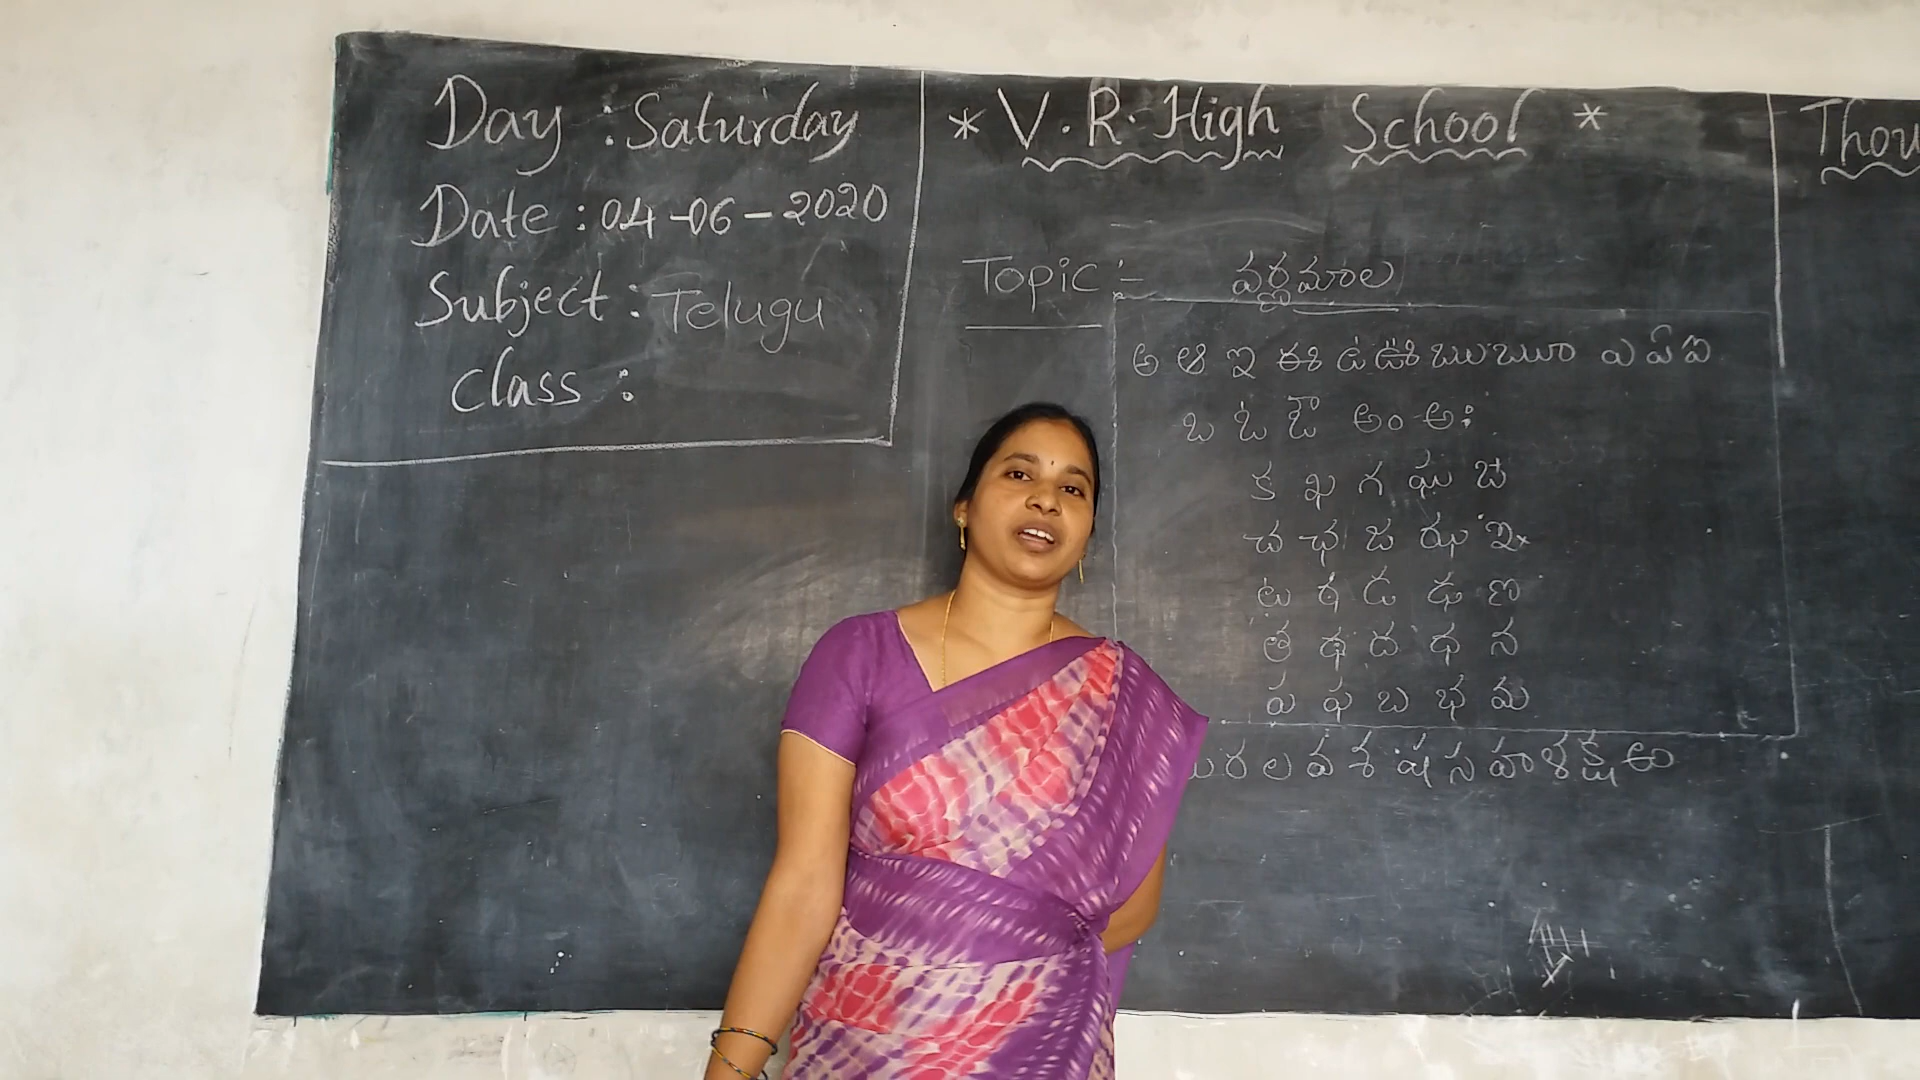 Day : Saturday
Date : 04-06-2020
Subject : Telugu
Class :
* V.R. High School *
Topic :- వర్ణమాల
అ ఆ ఇ ఈ ఉ ఊ ఋ ౠ ఎ ఏ ఐ
ఒ ఓ ఔ అం అః
క ఖ గ ఘ ఙ
చ ఛ జ ఝ ఞ
ట ఠ డ ఢ ణ
త థ ద ధ న
ప ఫ బ భ మ
ర ల వ శ ష స హ ళ క్ష ఱ